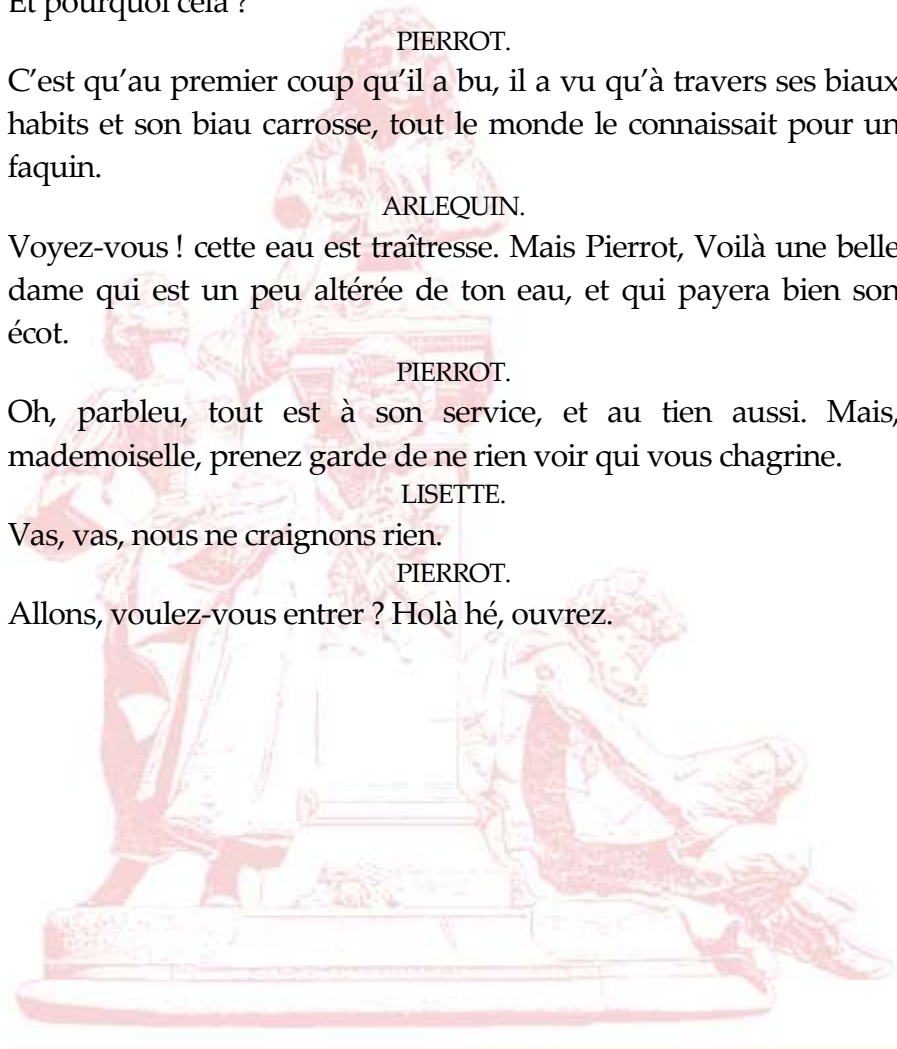 Et pourquoi cela ?
PIERROT.
C’est qu’au premier coup qu’il a bu, il a vu qu’à travers ses biaux
habits et son biau carrosse, tout le monde le connaissait pour un
faquin.
ARLEQUIN.
Voyez-vous ! cette eau est traîtresse. Mais Pierrot, Voilà une belle
dame qui est un peu altérée de ton eau, et qui payera bien son
écot.
PIERROT.
Oh, parbleu, tout est à son service, et au tien aussi. Mais,
mademoiselle, prenez garde de ne rien voir qui vous chagrine.
LISETTE.
Vas, vas, nous ne craignons rien.
PIERROT.
Allons, voulez-vous entrer ? Holà hé, ouvrez.